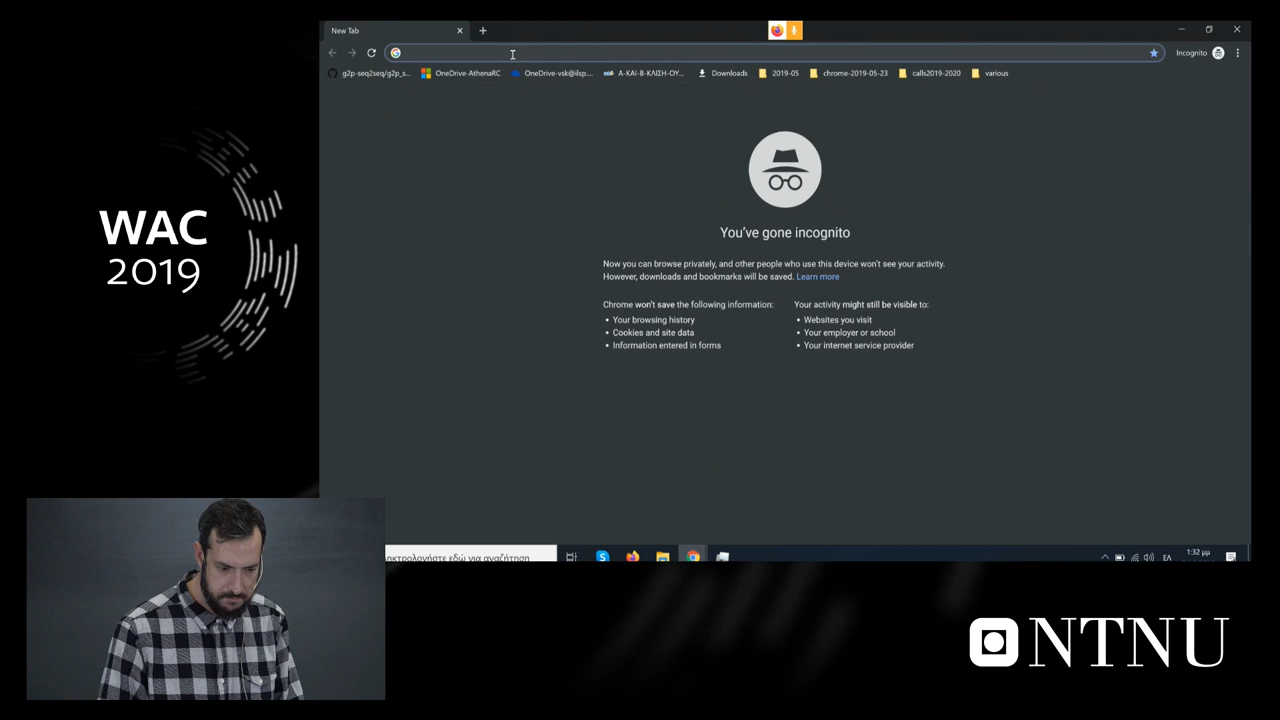 New Tab
Incognito
g2p-seq2seq/g2p_s...
OneDrive-AthenaRC
OneDrive-vsk@ilsp....
Α-ΚΑΙ-Β-ΚΛΙΣΗ-ΟΥ...
Downloads
2019-05
chrome-2019-05-23
calls2019-2020
various
WAC
2019
You've gone incognito
Now you can browse privately, and other people who use this device won't see your activity.
However, downloads and bookmarks will be saved. Learn more
Chrome won't save the following information:
• Your browsing history
• Cookies and site data
• Information entered in forms
Your activity might still be visible to:
• Websites you visit
• Your employer or school
• Your internet service provider
ηκτρολογήστε εδώ για αναζήτηση
ΕΛ
1:32 μμ
NTNU